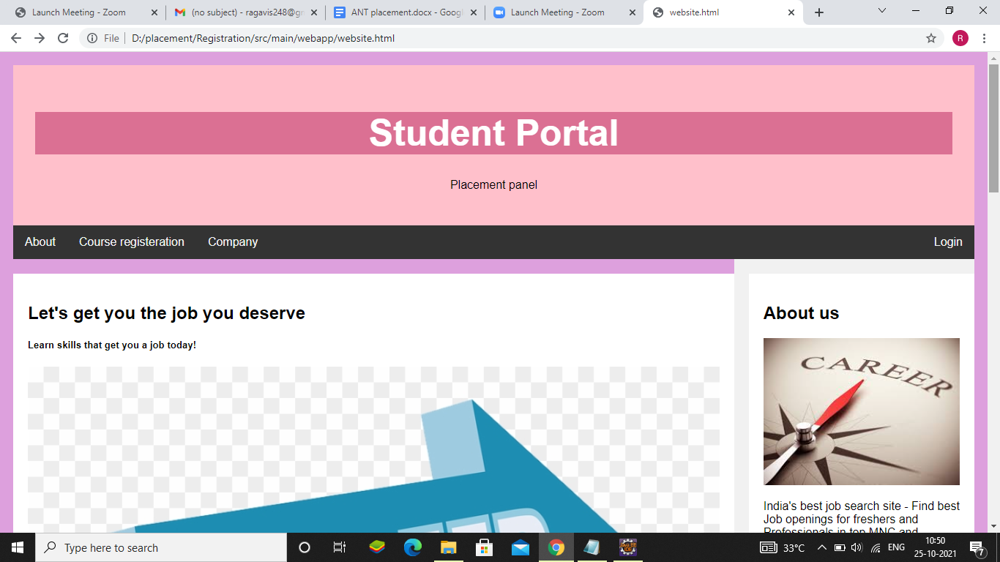 Launch Meeting - Zoom
(no subject) - ragavis248@gm
ANT placement.docx - Googl
Launch Meeting - Zoom
website.html
File
D:/placement/Registration/src/main/webapp/website.html
R
Student Portal
Placement panel
About Course registeration Company Login
Let's get you the job you deserve
Learn skills that get you a job today!
About us
CAREER
India's best job search site - Find best
Job openings for freshers and
Professionals in top MNC and
Type here to search
33°C
ENG
10:50
25-10-2021
7